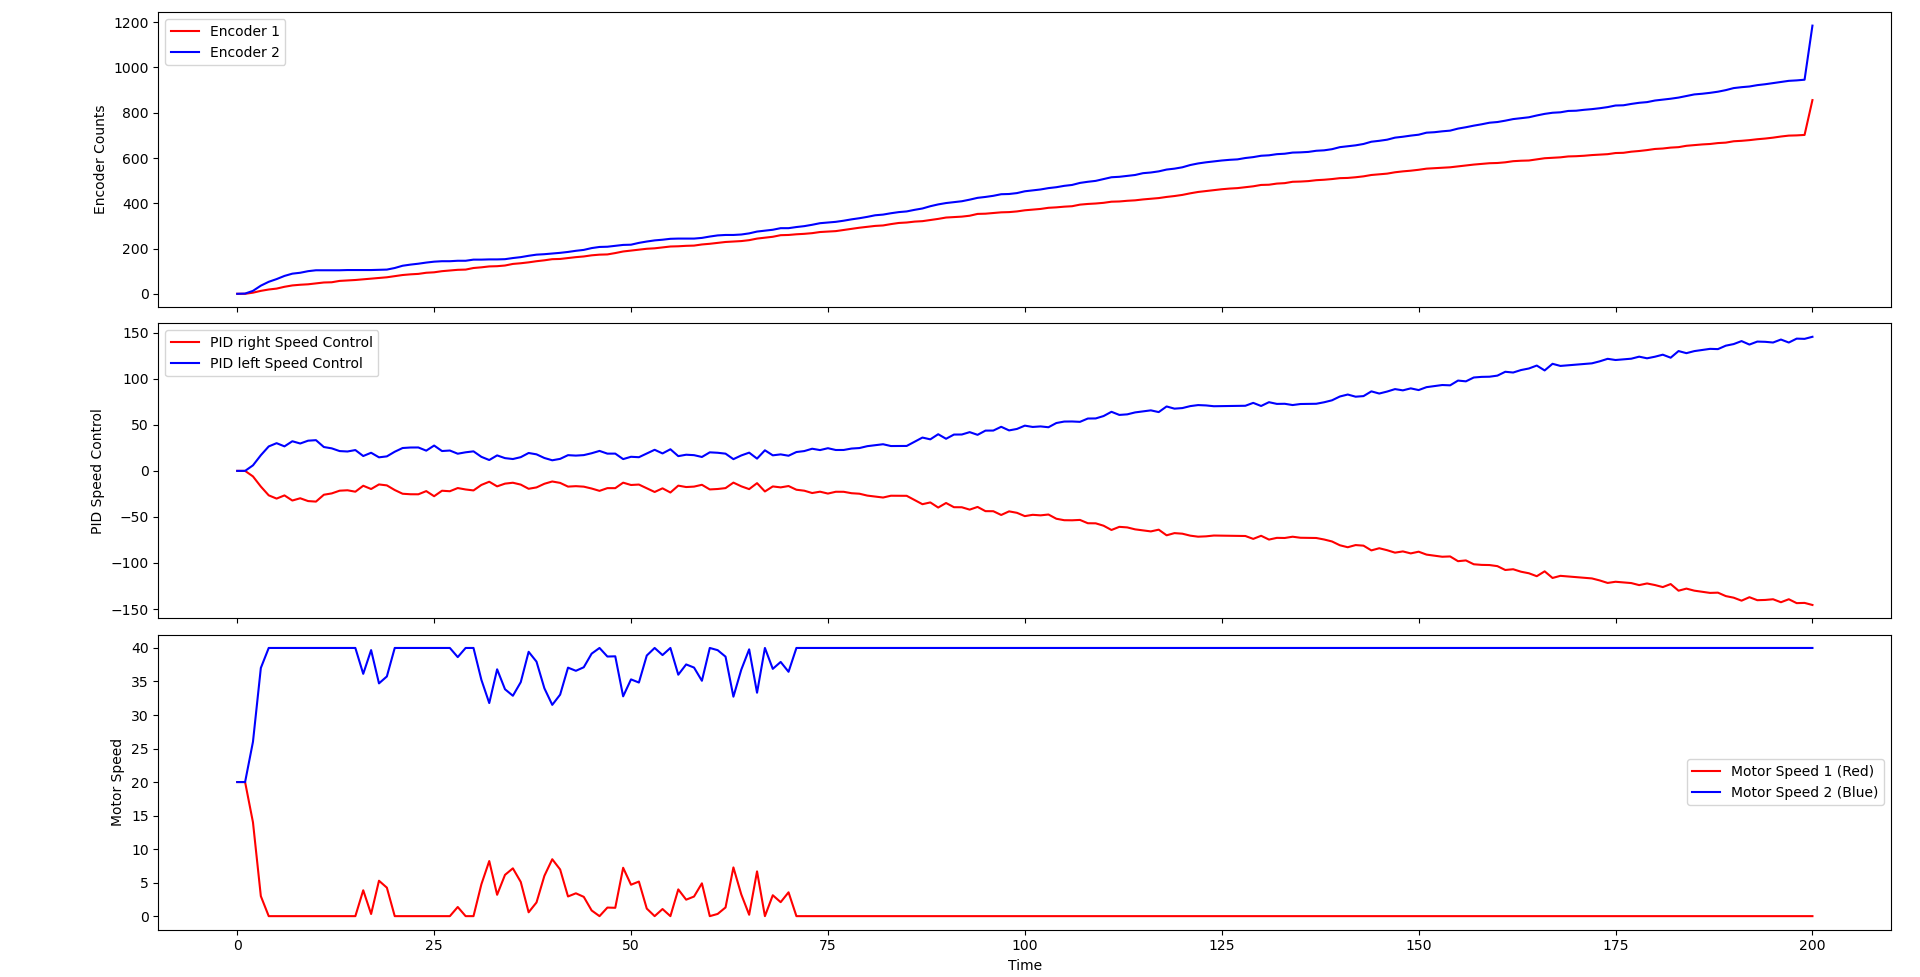 1200
1000
800
600
400
200
0
Encoder Counts
Encoder 1
Encoder 2
150
100
50
0
−50
−100
−150
PID Speed Control
PID right Speed Control
PID left Speed Control
40
35
30
25
20
15
10
5
0
Motor Speed
Motor Speed 1 (Red)
Motor Speed 2 (Blue)
0 25 50 75 100 125 150 175 200
Time